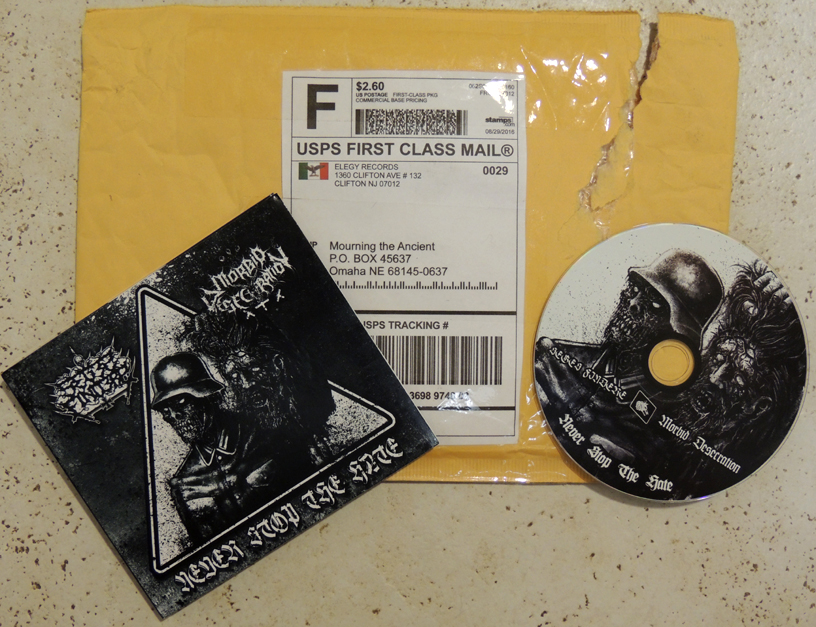 F
$2.60
US POSTAGE FIRST-CLASS PKG
COMMERCIAL BASE PRICING
stamps
.com
08/29/2016
USPS FIRST CLASS MAIL®
ELEGY RECORDS
1360 CLIFTON AVE # 132
CLIFTON NJ 07012
0029
Mourning the Ancient
P.O. BOX 45637
Omaha NE 68145-0637
USPS TRACKING #
3698
MORBID
DESECRATION
NEVER STOP THE HATE
Morbid Desecration
Never Stop The Hate